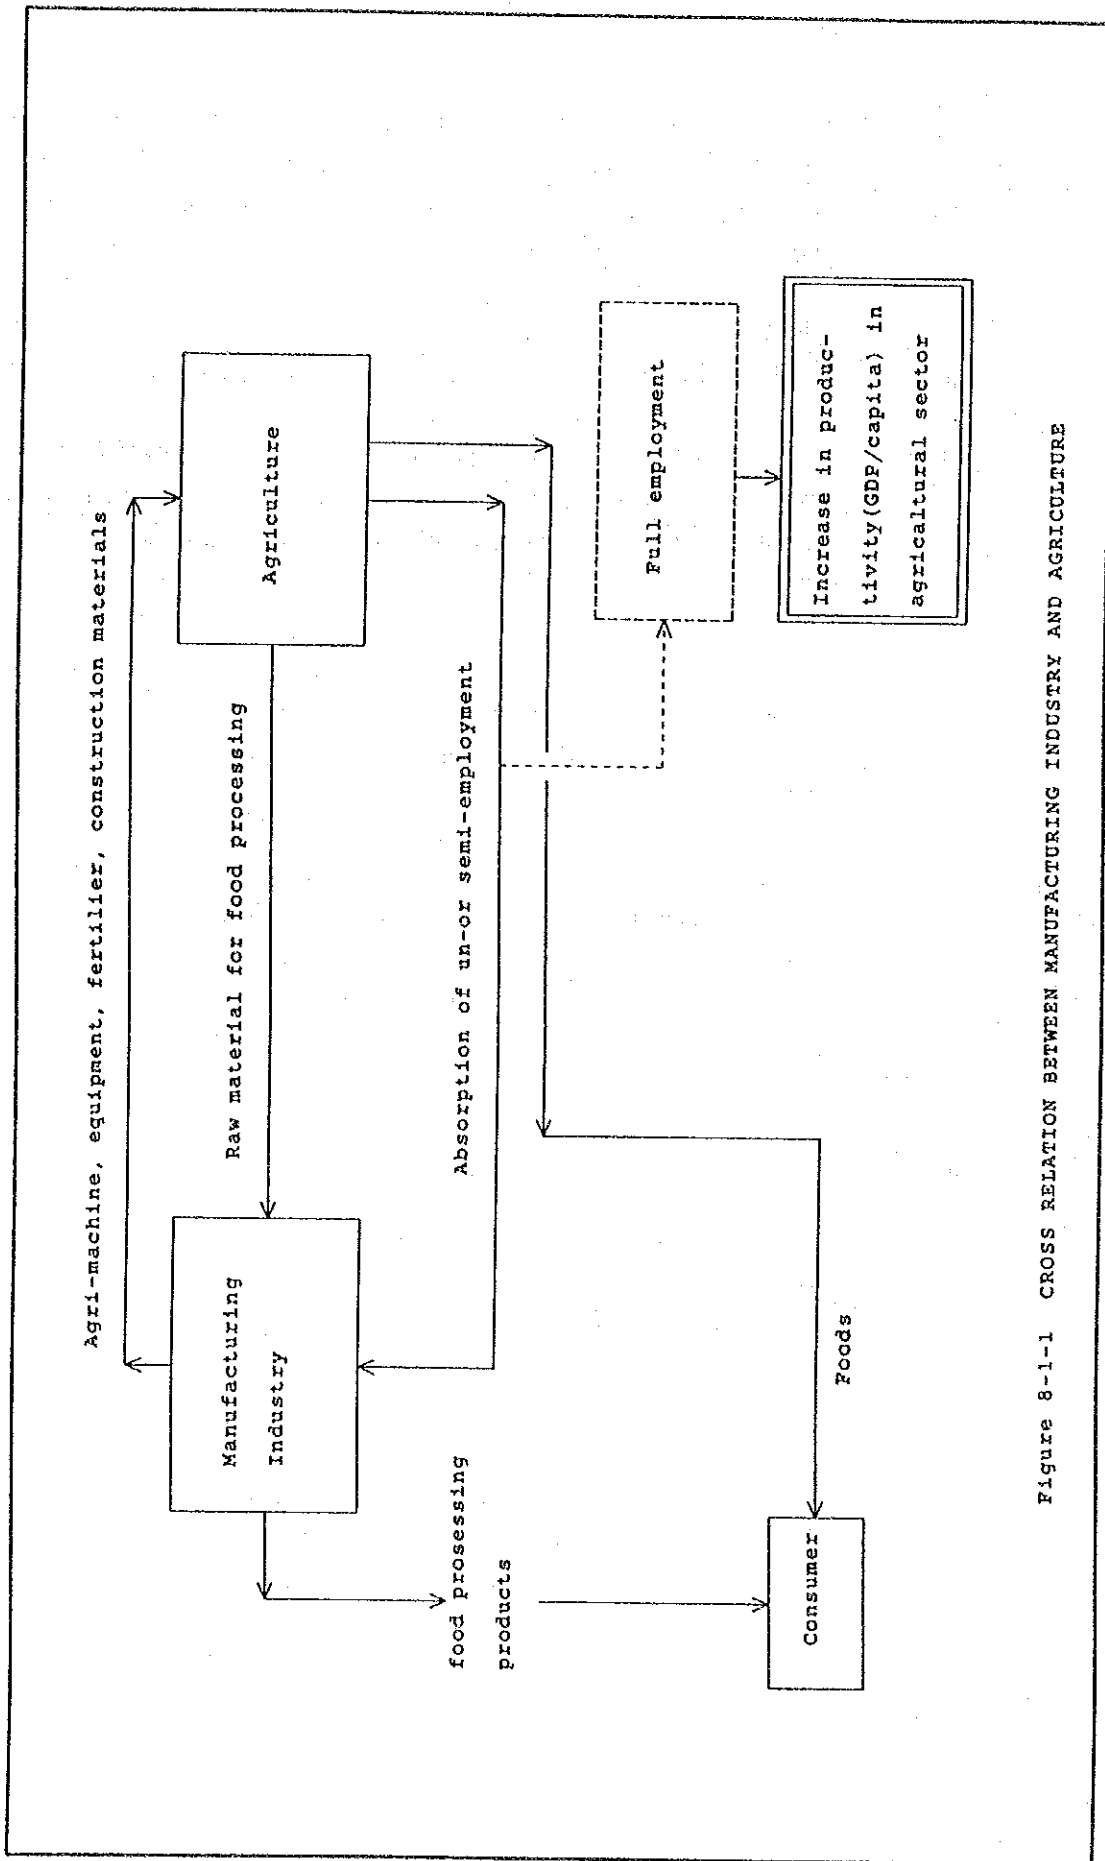 Agri-machine, equipment, fertilier, construction materials
Manufacturing
Industry
Raw material for food processing
Agriculture
Absorption of un-or semi-employment
food prosessing
products
Full employment
Consumer
Foods
Increase in produc-
tivity(GDP/capita) in
agricaltural sector
Figure 8-1-1 CROSS RELATION BETWEEN MANUFACTURING INDUSTRY AND AGRICULTURE